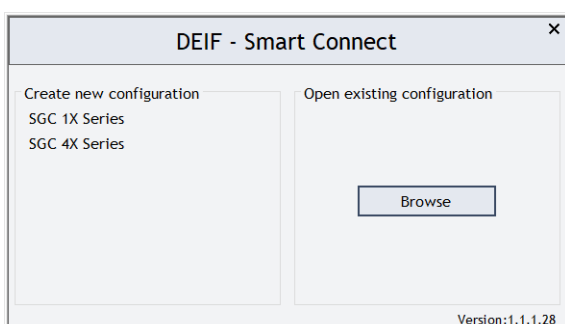 DEIF - Smart Connect
×
Create new configuration
SGC 1X Series
SGC 4X Series
Open existing configuration
Browse
Version:1.1.1.28